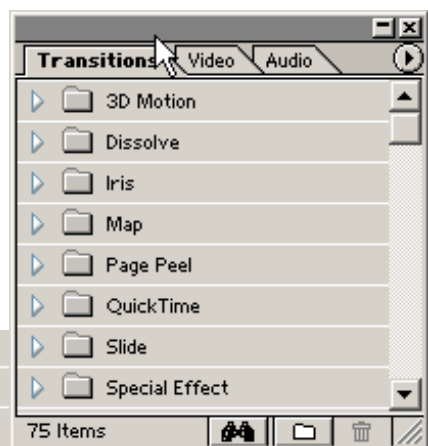 Transitions Video Audio
3D Motion
Dissolve
Iris
Map
Page Peel
QuickTime
Slide
Special Effect
75 Items